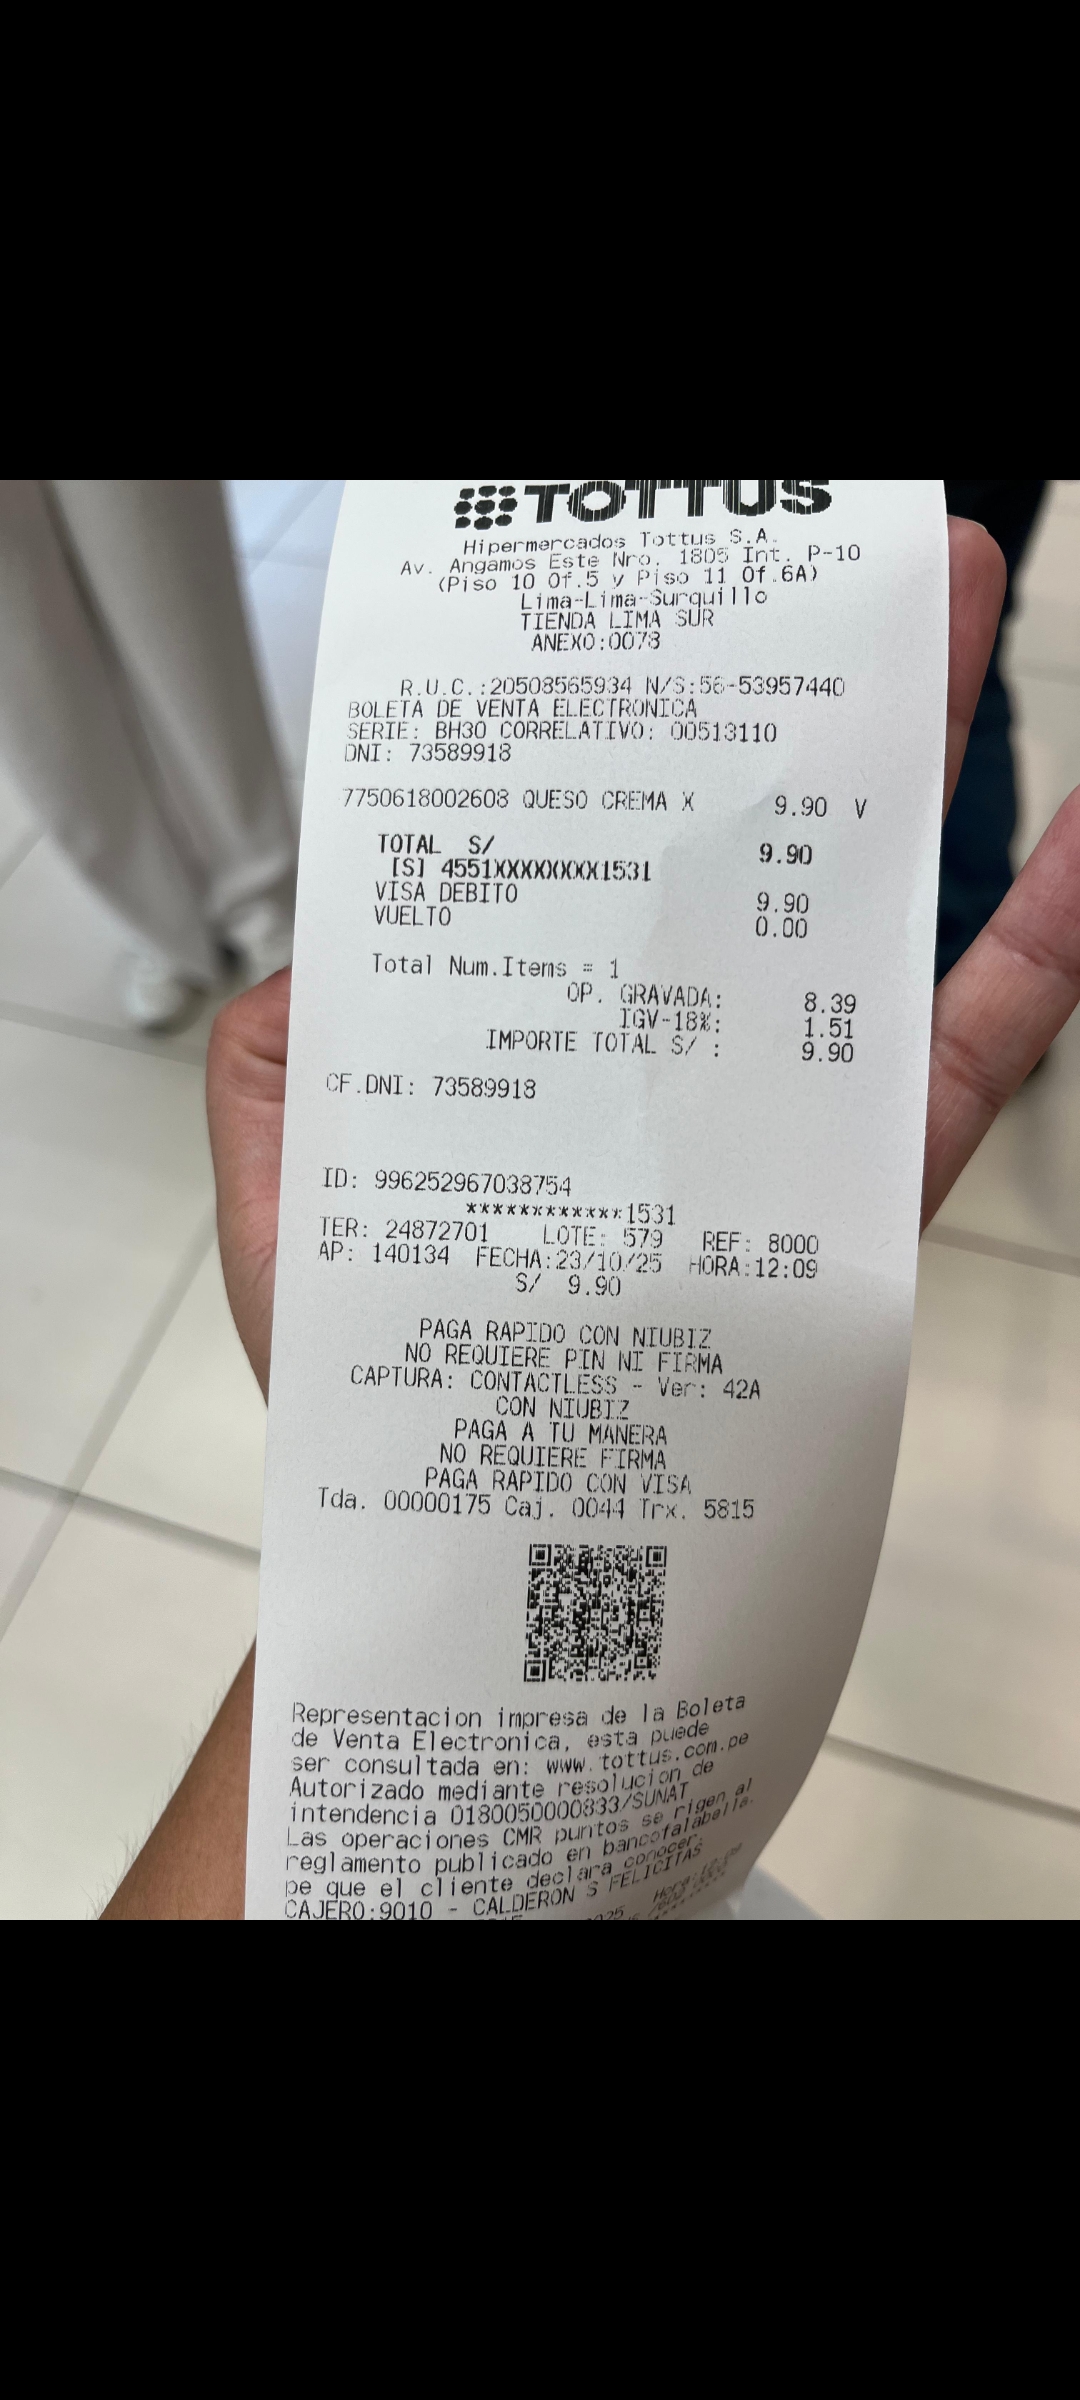 TOTTUS
Hipermercados Tottus S.A.
Av. Angamos Este Nro. 1805 Int. P-10
(Piso 10 Of.5 y Piso 11 Of.6A)
Lima-Lima-Surquillo
TIENDA LIMA SUR
ANEXO:0078
R.U.C.:20508565934 N/S:56-53957440
BOLETA DE VENTA ELECTRONICA
SERIE: BH30 CORRELATIVO: 00513110
DNI: 73589918
7750618002608 QUESO CREMA X 9.90 V
TOTAL S/ 9.90
[S] 4551XXXXXXXX1531
VISA DEBITO 9.90
VUELTO 0.00
Total Num.Items = 1
OP. GRAVADA: 8.39
IGV-18%: 1.51
IMPORTE TOTAL S/ : 9.90
CF.DNI: 73589918
ID: 996252967038754
************1531
TER: 24872701 LOTE: 579 REF: 8000
AP: 140134 FECHA:23/10/25 HORA:12:09
S/ 9.90
PAGA RAPIDO CON NIUBIZ
NO REQUIERE PIN NI FIRMA
CAPTURA: CONTACTLESS - Ver: 42A
CON NIUBIZ
PAGA A TU MANERA
NO REQUIERE FIRMA
PAGA RAPIDO CON VISA
Tda. 00000175 Caj. 0044 Trx. 5815
Representacion impresa de la Boleta
de Venta Electronica, esta puede
ser consultada en: www.tottus.com.pe
Autorizado mediante resolucion de
intendencia 0180050000833/SUNAT
Las operaciones CMR puntos se rigen al
reglamento publicado en bancofalabella.
pe que el cliente declara conocer.
CAJERO:9010 - CALDERON S FELICITAS